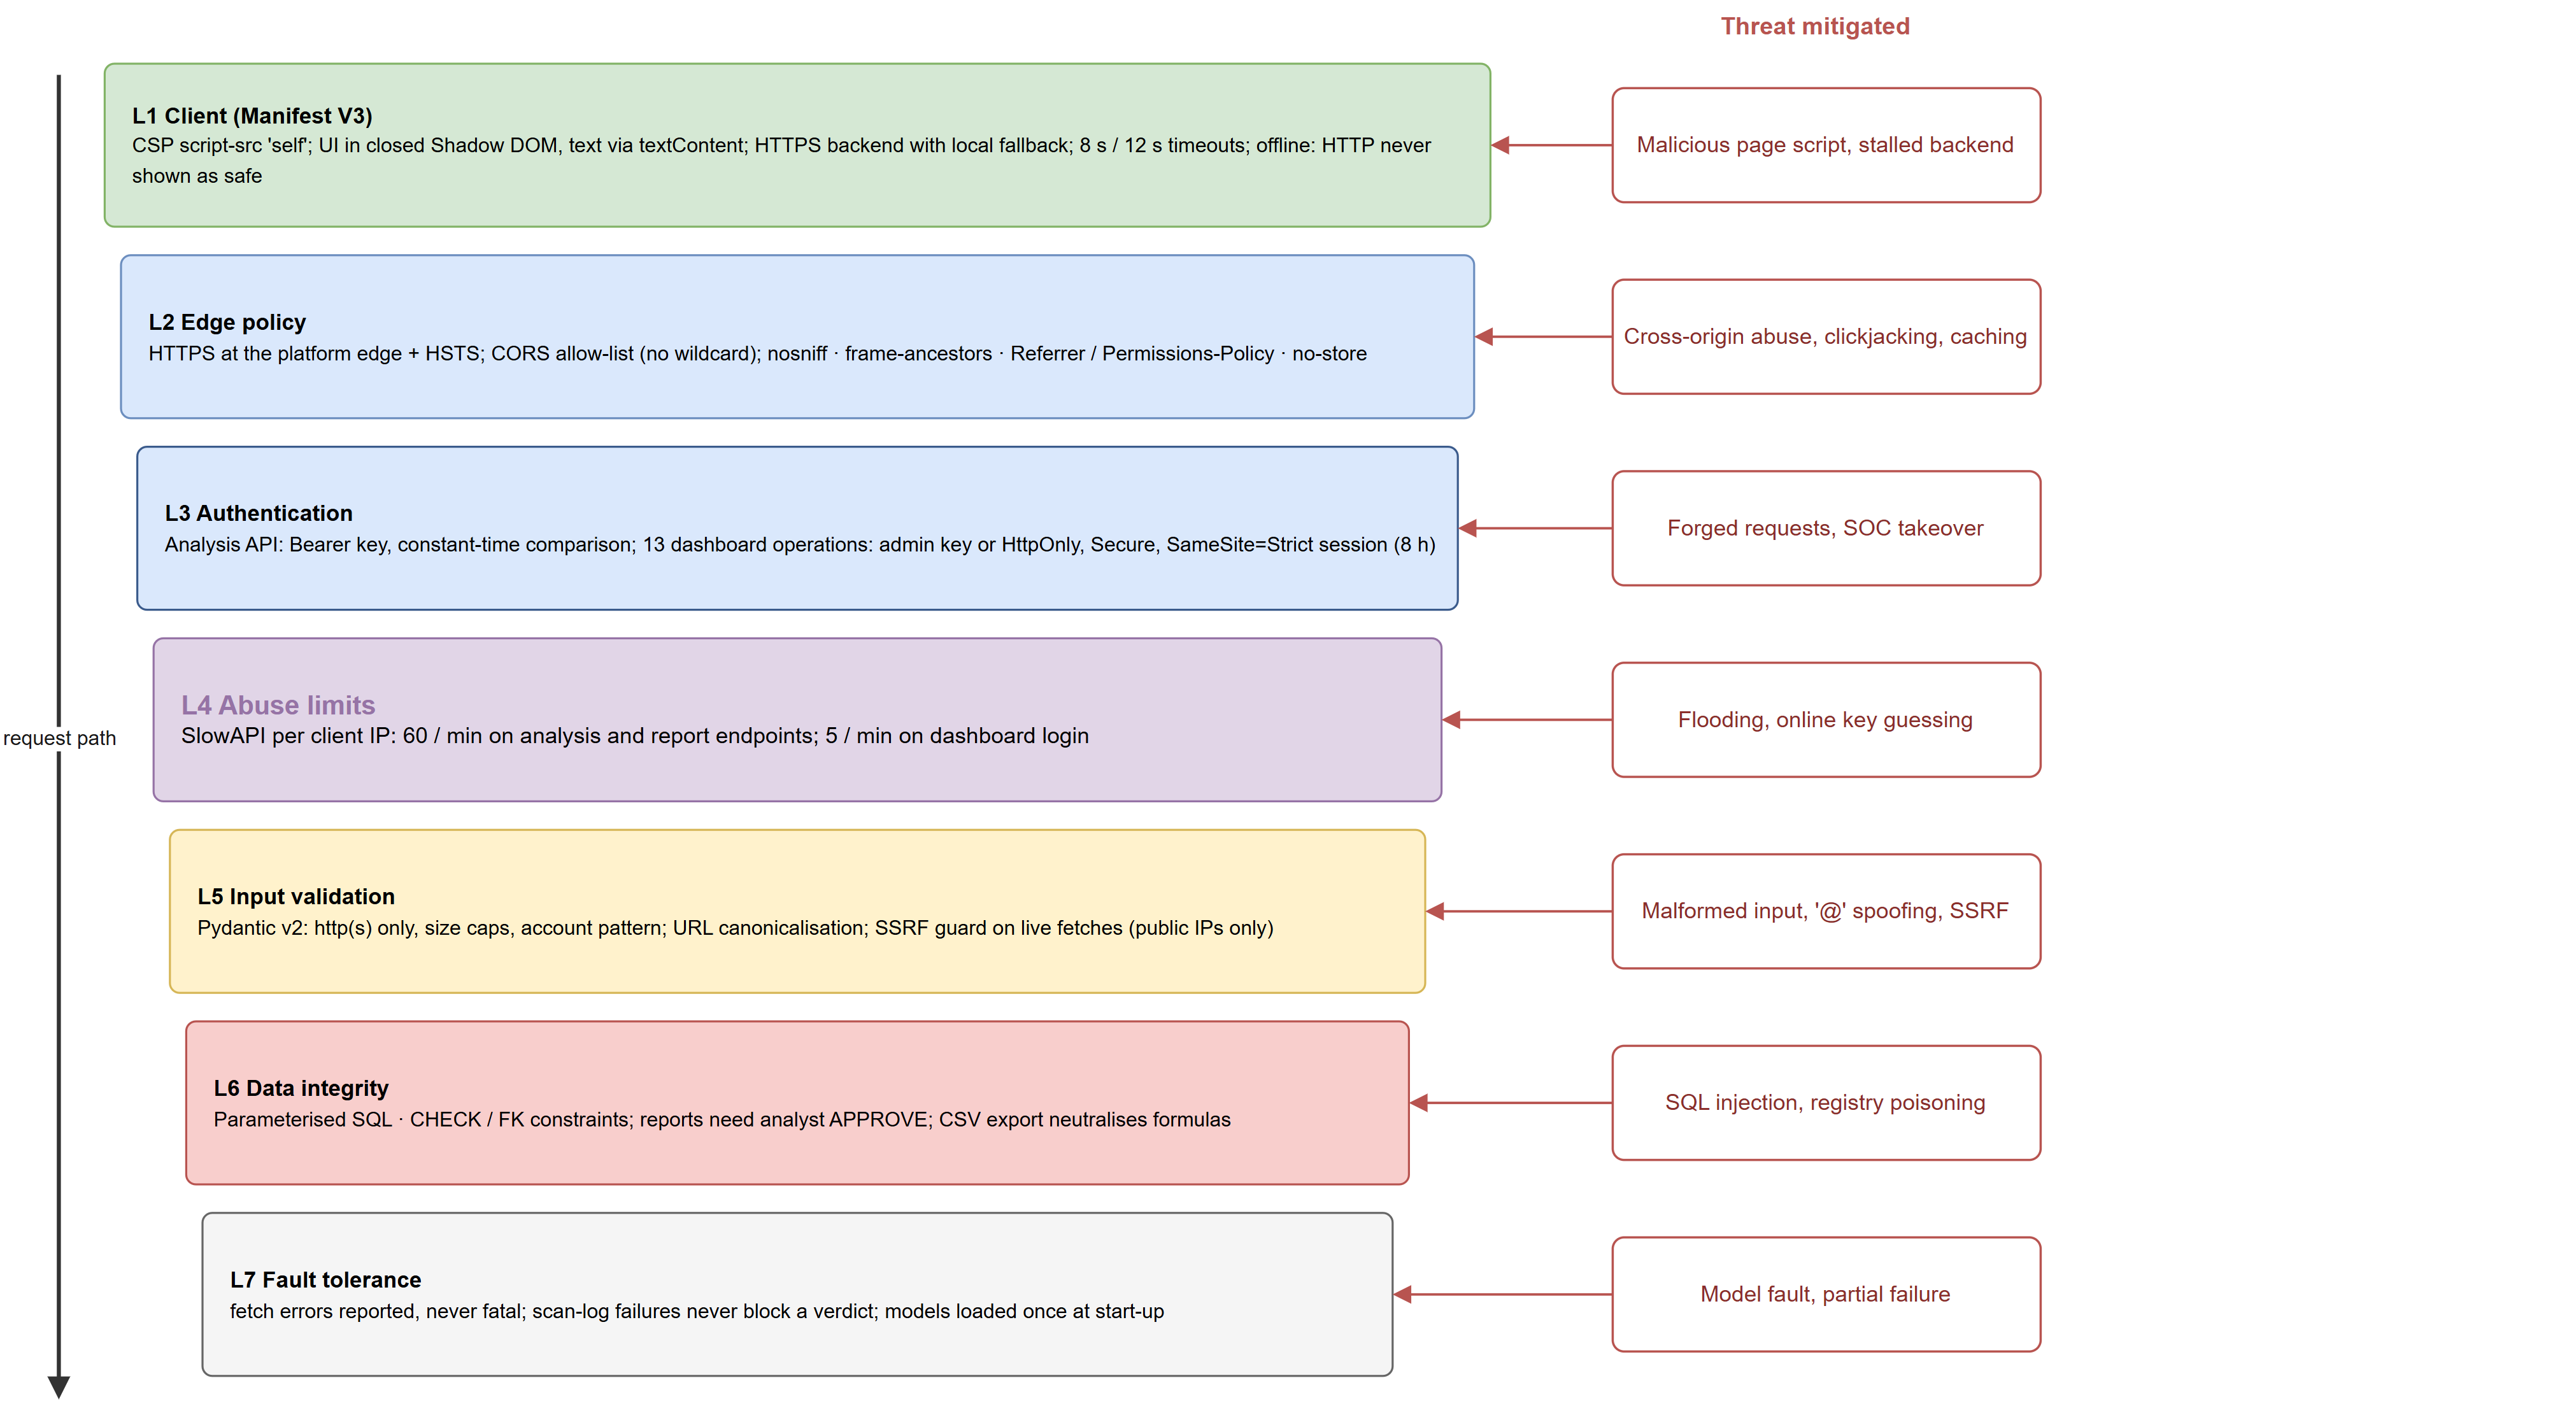 Threat mitigated
L1 Client (Manifest V3)
CSP script-src 'self'; UI in closed Shadow DOM, text via textContent; HTTPS backend with local fallback; 8 s / 12 s timeouts; offline: HTTP never
shown as safe
Malicious page script, stalled backend
L2 Edge policy
HTTPS at the platform edge + HSTS; CORS allow-list (no wildcard); nosniff · frame-ancestors · Referrer / Permissions-Policy · no-store
Cross-origin abuse, clickjacking, caching
L3 Authentication
Analysis API: Bearer key, constant-time comparison; 13 dashboard operations: admin key or HttpOnly, Secure, SameSite=Strict session (8 h)
Forged requests, SOC takeover
L4 Abuse limits
SlowAPI per client IP: 60 / min on analysis and report endpoints; 5 / min on dashboard login
Flooding, online key guessing
request path
L5 Input validation
Pydantic v2: http(s) only, size caps, account pattern; URL canonicalisation; SSRF guard on live fetches (public IPs only)
Malformed input, '@' spoofing, SSRF
L6 Data integrity
Parameterised SQL · CHECK / FK constraints; reports need analyst APPROVE; CSV export neutralises formulas
SQL injection, registry poisoning
L7 Fault tolerance
fetch errors reported, never fatal; scan-log failures never block a verdict; models loaded once at start-up
Model fault, partial failure